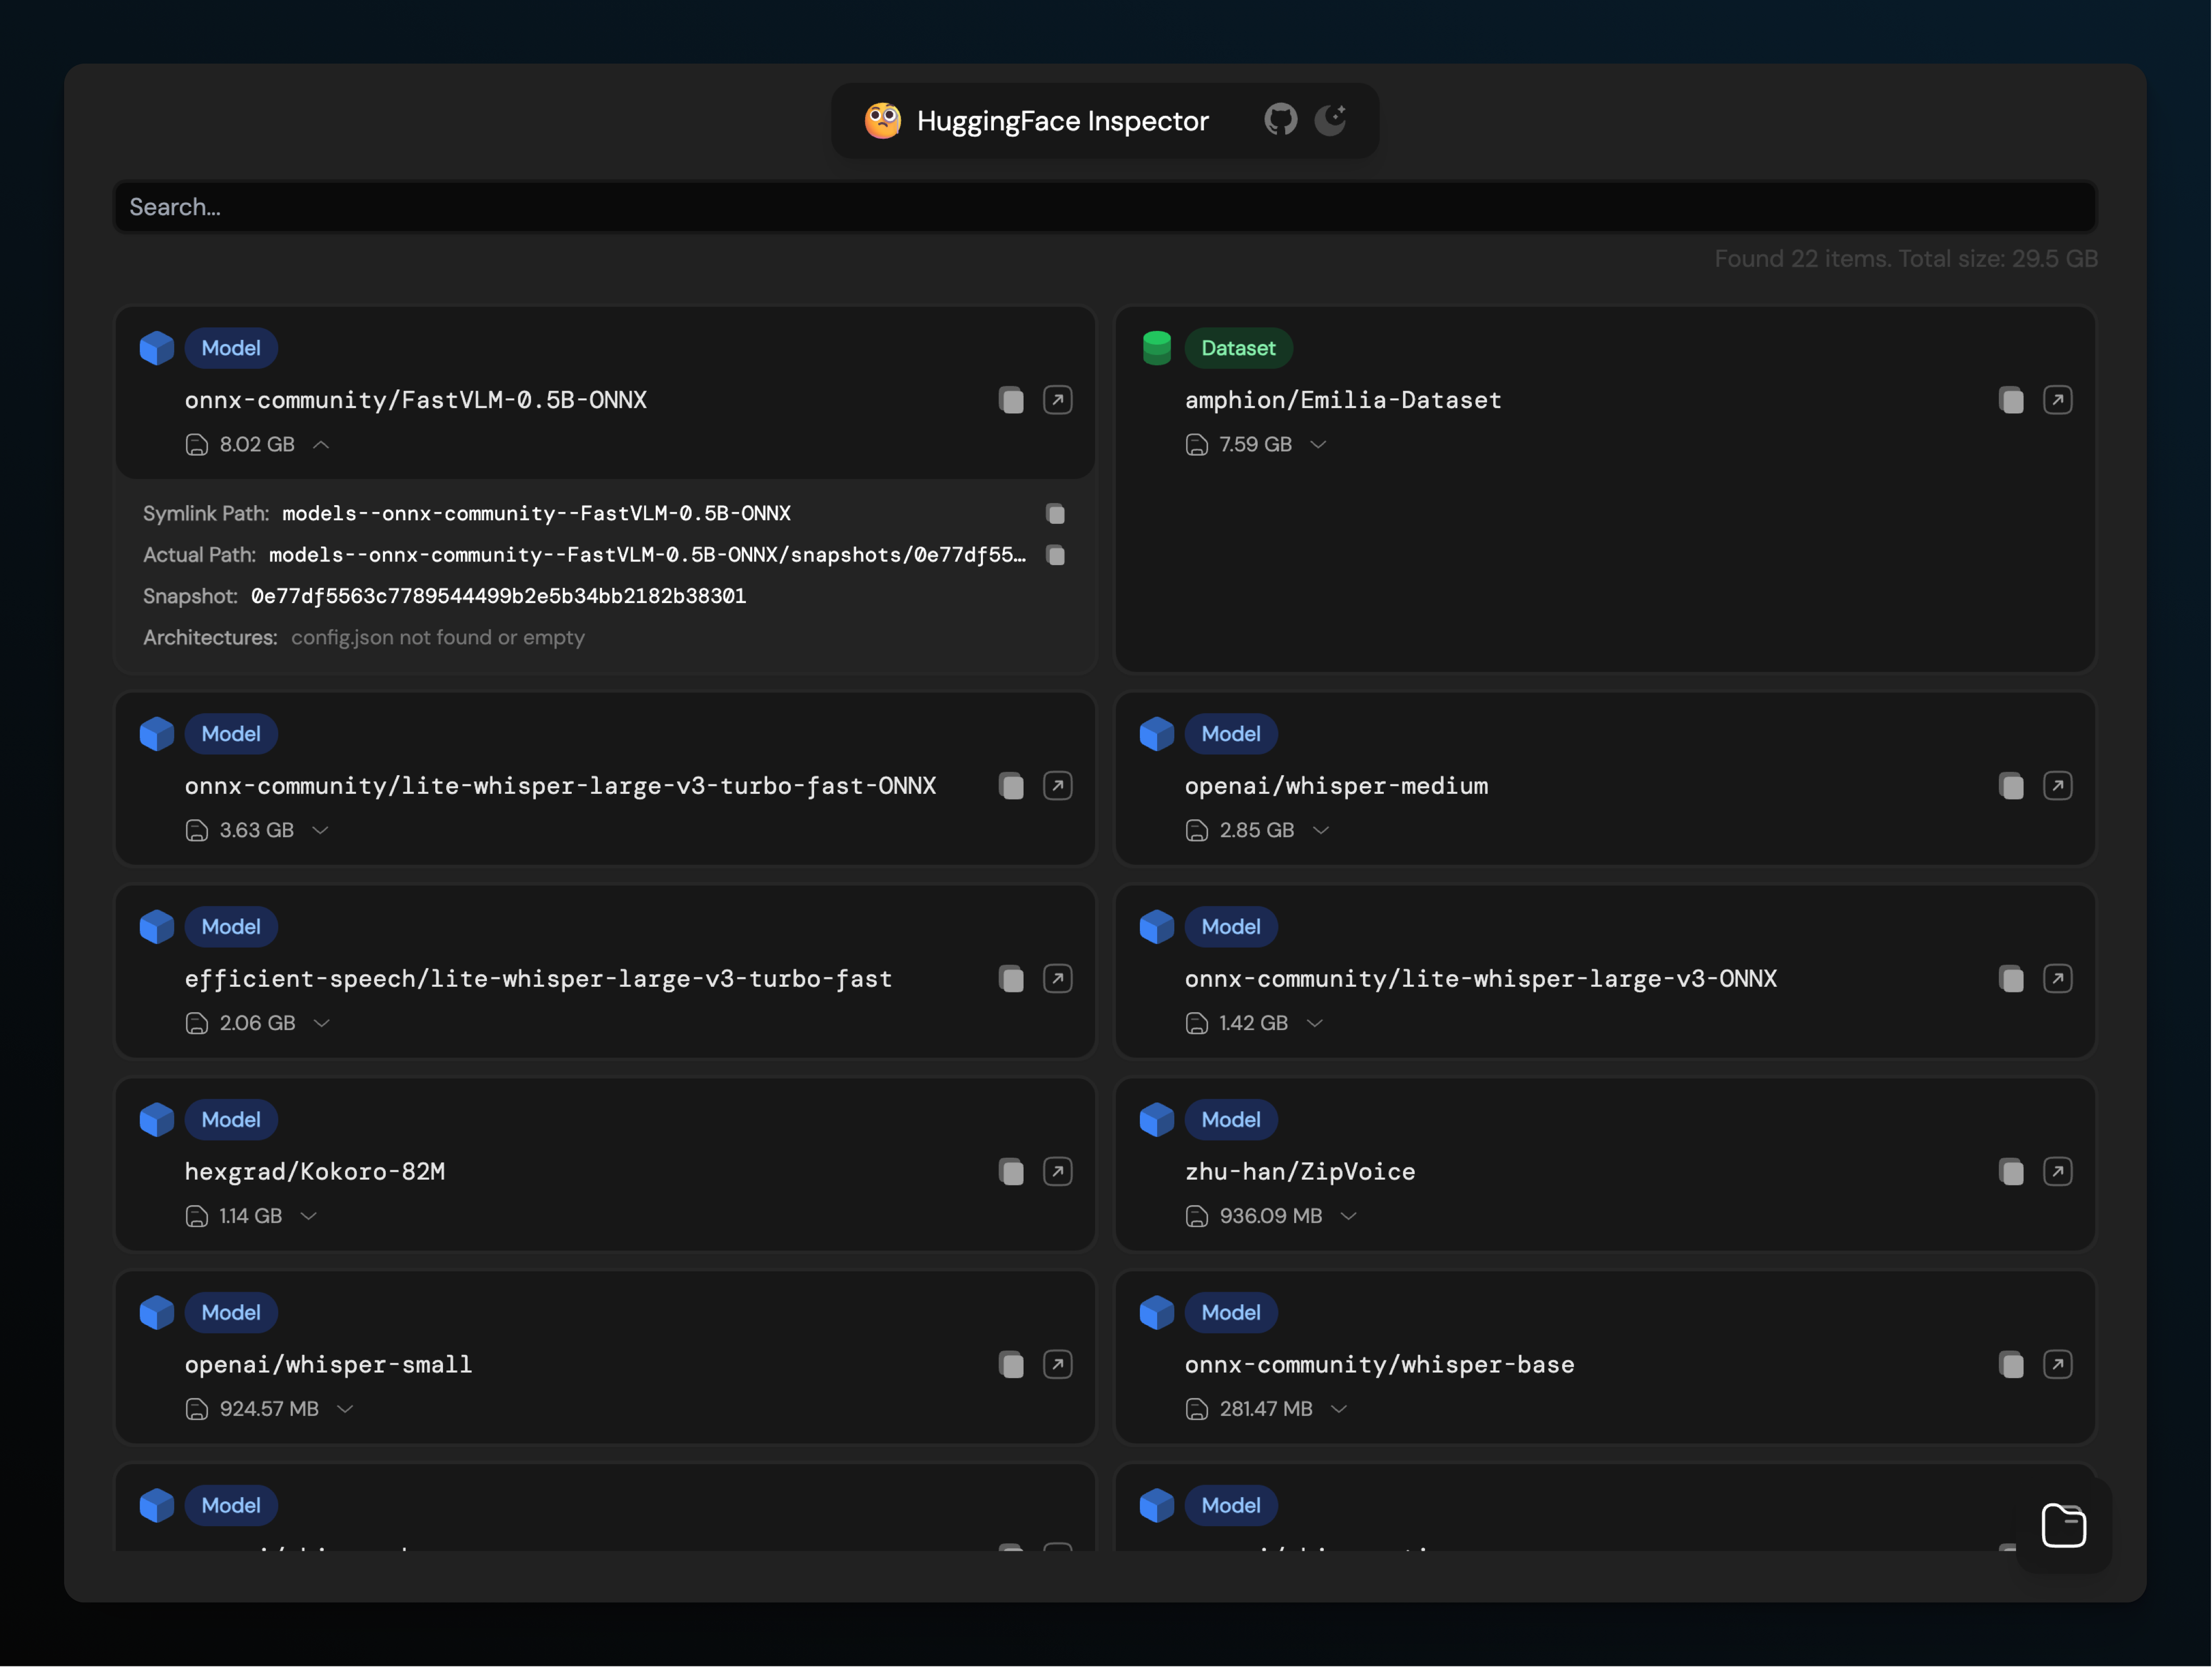 HuggingFace Inspector
Search...
Found 22 items. Total size: 29.5 GB
Model
onnx-community/FastVLM-0.5B-ONNX
8.02 GB
Symlink Path: models--onnx-community--FastVLM-0.5B-ONNX
Actual Path: models--onnx-community--FastVLM-0.5B-ONNX/snapshots/0e77df55…
Snapshot: 0e77df5563c7789544499b2e5b34bb2182b38301
Architectures: config.json not found or empty
Dataset
amphion/Emilia-Dataset
7.59 GB
Model
onnx-community/lite-whisper-large-v3-turbo-fast-ONNX
3.63 GB
Model
openai/whisper-medium
2.85 GB
Model
efficient-speech/lite-whisper-large-v3-turbo-fast
2.06 GB
Model
onnx-community/lite-whisper-large-v3-ONNX
1.42 GB
Model
hexgrad/Kokoro-82M
1.14 GB
Model
zhu-han/ZipVoice
936.09 MB
Model
openai/whisper-small
924.57 MB
Model
onnx-community/whisper-base
281.47 MB
Model
Model